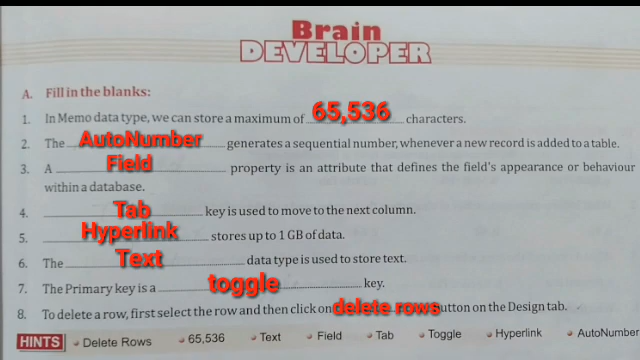 Brain
DEVELOPER
A. Fill in the blanks:
1. In Memo data type, we can store a maximum of 65,536 characters.
2. The AutoNumber generates a sequential number, whenever a new record is added to a table.
3. A Field property is an attribute that defines the field's appearance or behaviour
within a database.
4. Tab key is used to move to the next column.
5. Hyperlink stores up to 1 GB of data.
6. The Text data type is used to store text.
7. The Primary key is a toggle key.
8. To delete a row, first select the row and then click on delete rows utton on the Design tab.
HINTS Delete Rows 65,536 Text Field Tab Toggle Hyperlink AutoNumber